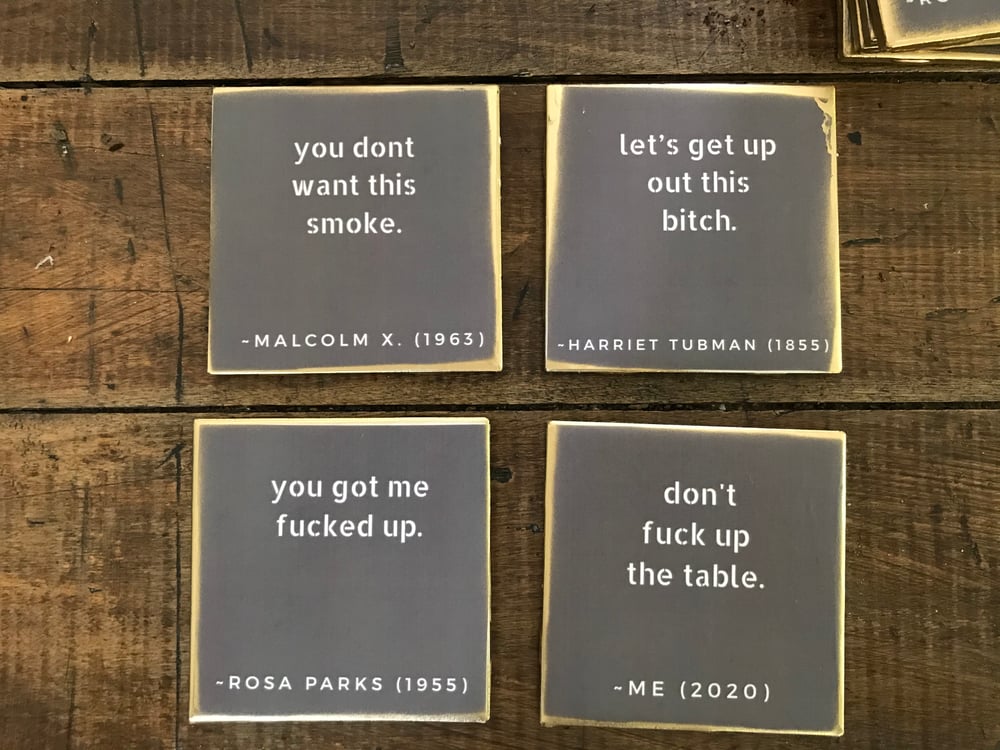 you dont
want this
smoke.
~MALCOLM X. (1963)
let's get up
out this
bitch.
~HARRIET TUBMAN (1855)
you got me
fucked up.
~ROSA PARKS (1955)
don't
fuck up
the table.
~ME (2020)